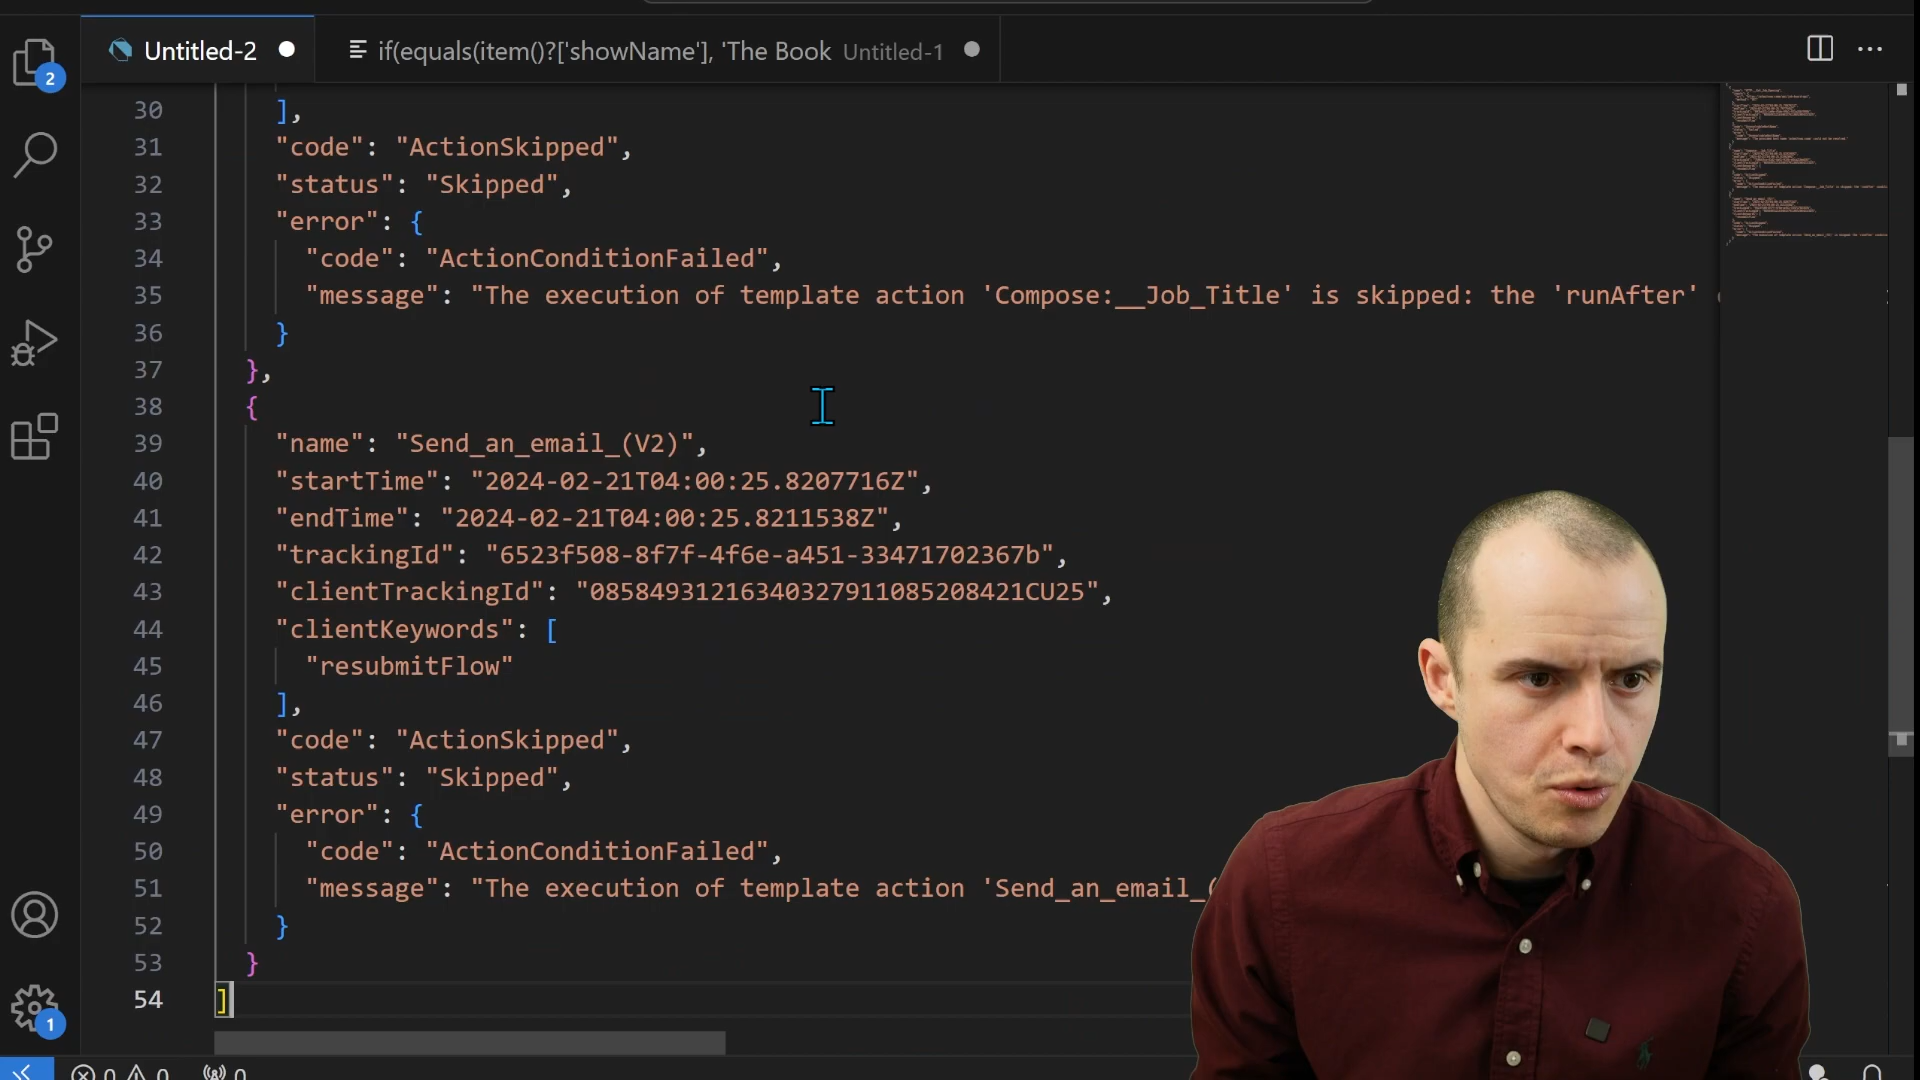 Untitled-2
if(equals(item()?['showName'], 'The Book Untitled-1
2
30 ],
31 "code": "ActionSkipped",
32 "status": "Skipped",
33 "error": {
34 "code": "ActionConditionFailed",
35 "message": "The execution of template action 'Compose:__Job_Title' is skipped: the 'runAfter'
36 }
37 },
38 {
39 "name": "Send_an_email_(V2)",
40 "startTime": "2024-02-21T04:00:25.8207716Z",
41 "endTime": "2024-02-21T04:00:25.8211538Z",
42 "trackingId": "6523f508-8f7f-4f6e-a451-33471702367b",
43 "clientTrackingId": "08584931216340327911085208421CU25",
44 "clientKeywords": [
45 "resubmitFlow"
46 ],
47 "code": "ActionSkipped",
48 "status": "Skipped",
49 "error": {
50 "code": "ActionConditionFailed",
51 "message": "The execution of template action 'Send_an_email_(
52 }
53 }
54 ]
1
0 0 0